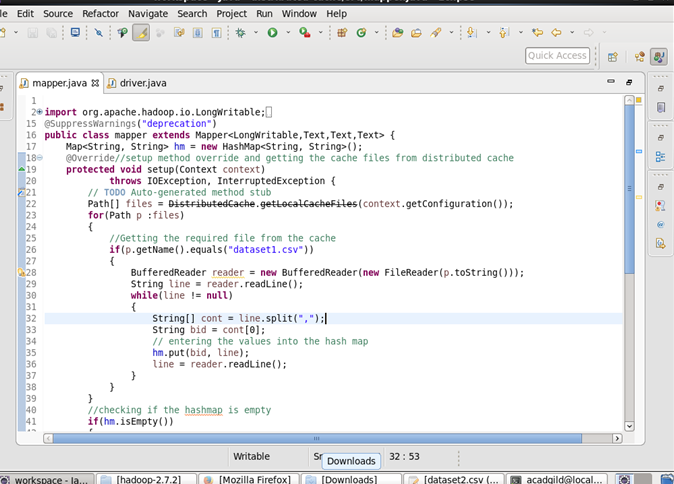 Edit Source Refactor Navigate Search Project Run Window Help
Quick Access
mapper.java driver.java
1
2 import org.apache.hadoop.io.LongWritable;
15 @SuppressWarnings("deprecation")
16 public class mapper extends Mapper<LongWritable,Text,Text,Text> {
17 Map<String, String> hm = new HashMap<String, String>();
18 @Override//setup method override and getting the cache files from distributed cache
19 protected void setup(Context context)
20 throws IOException, InterruptedException {
21 // TODO Auto-generated method stub
22 Path[] files = DistributedCache.getLocalCacheFiles(context.getConfiguration());
23 for(Path p :files)
24 {
25 //Getting the required file from the cache
26 if(p.getName().equals("dataset1.csv"))
27 {
28 BufferedReader reader = new BufferedReader(new FileReader(p.toString()));
29 String line = reader.readLine();
30 while(line != null)
31 {
32 String[] cont = line.split(",");
33 String bid = cont[0];
34 // entering the values into the hash map
35 hm.put(bid, line);
36 line = reader.readLine();
37 }
38 }
39 }
40 //checking if the hashmap is empty
41 if(hm.isEmpty())
Writable 32 : 53
Downloads
workspace - Ja... [hadoop-2.7.2] [Mozilla Firefox] [Downloads] [dataset2.csv (... acadgild@local...